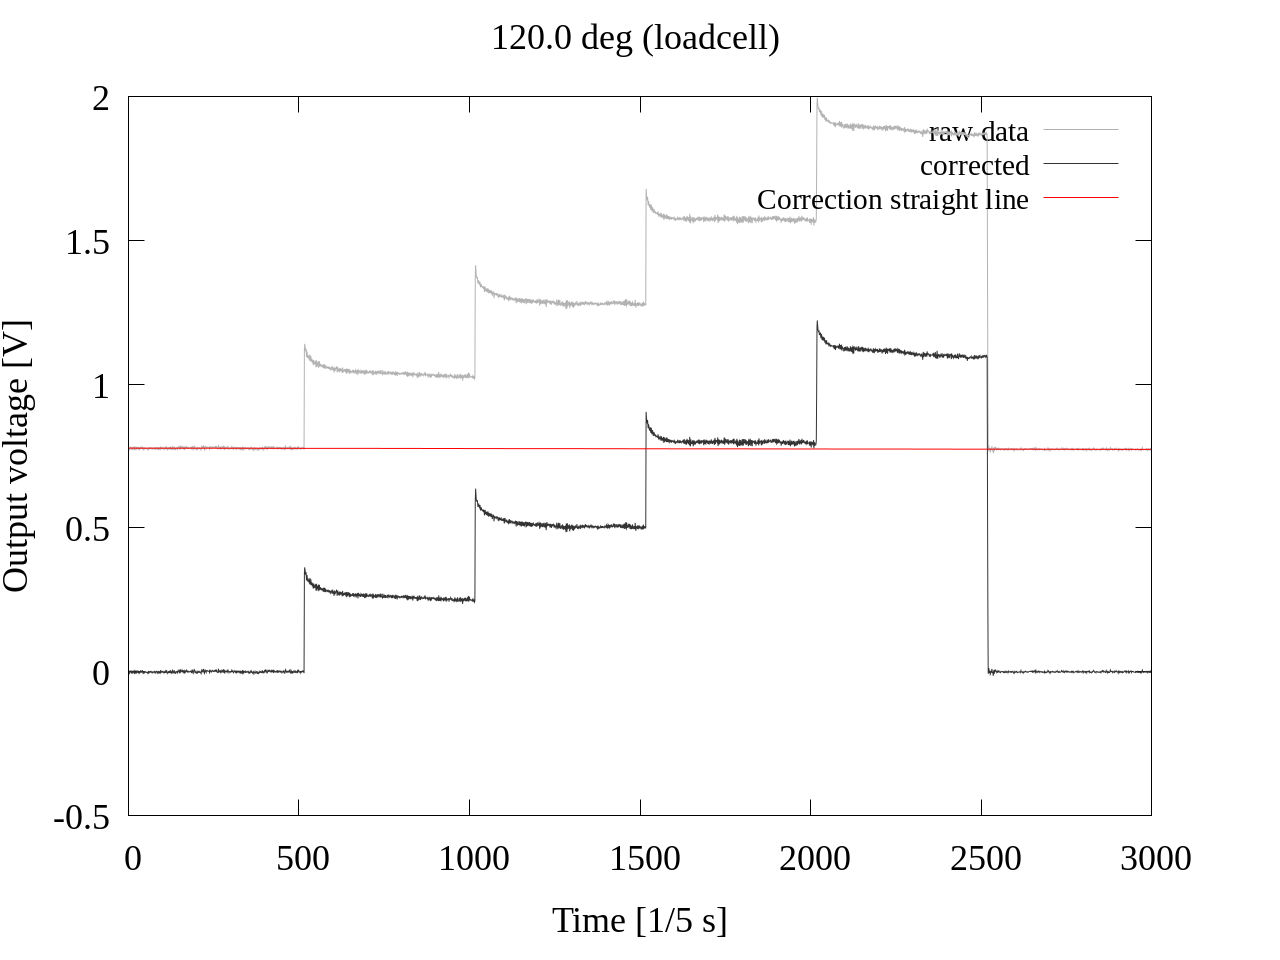 120.0 deg (loadcell)
2
1.5
1
0.5
0
-0.5
Output voltage [V]
raw data
corrected
Correction straight line
0 500 1000 1500 2000 2500 3000
Time [1/5 s]